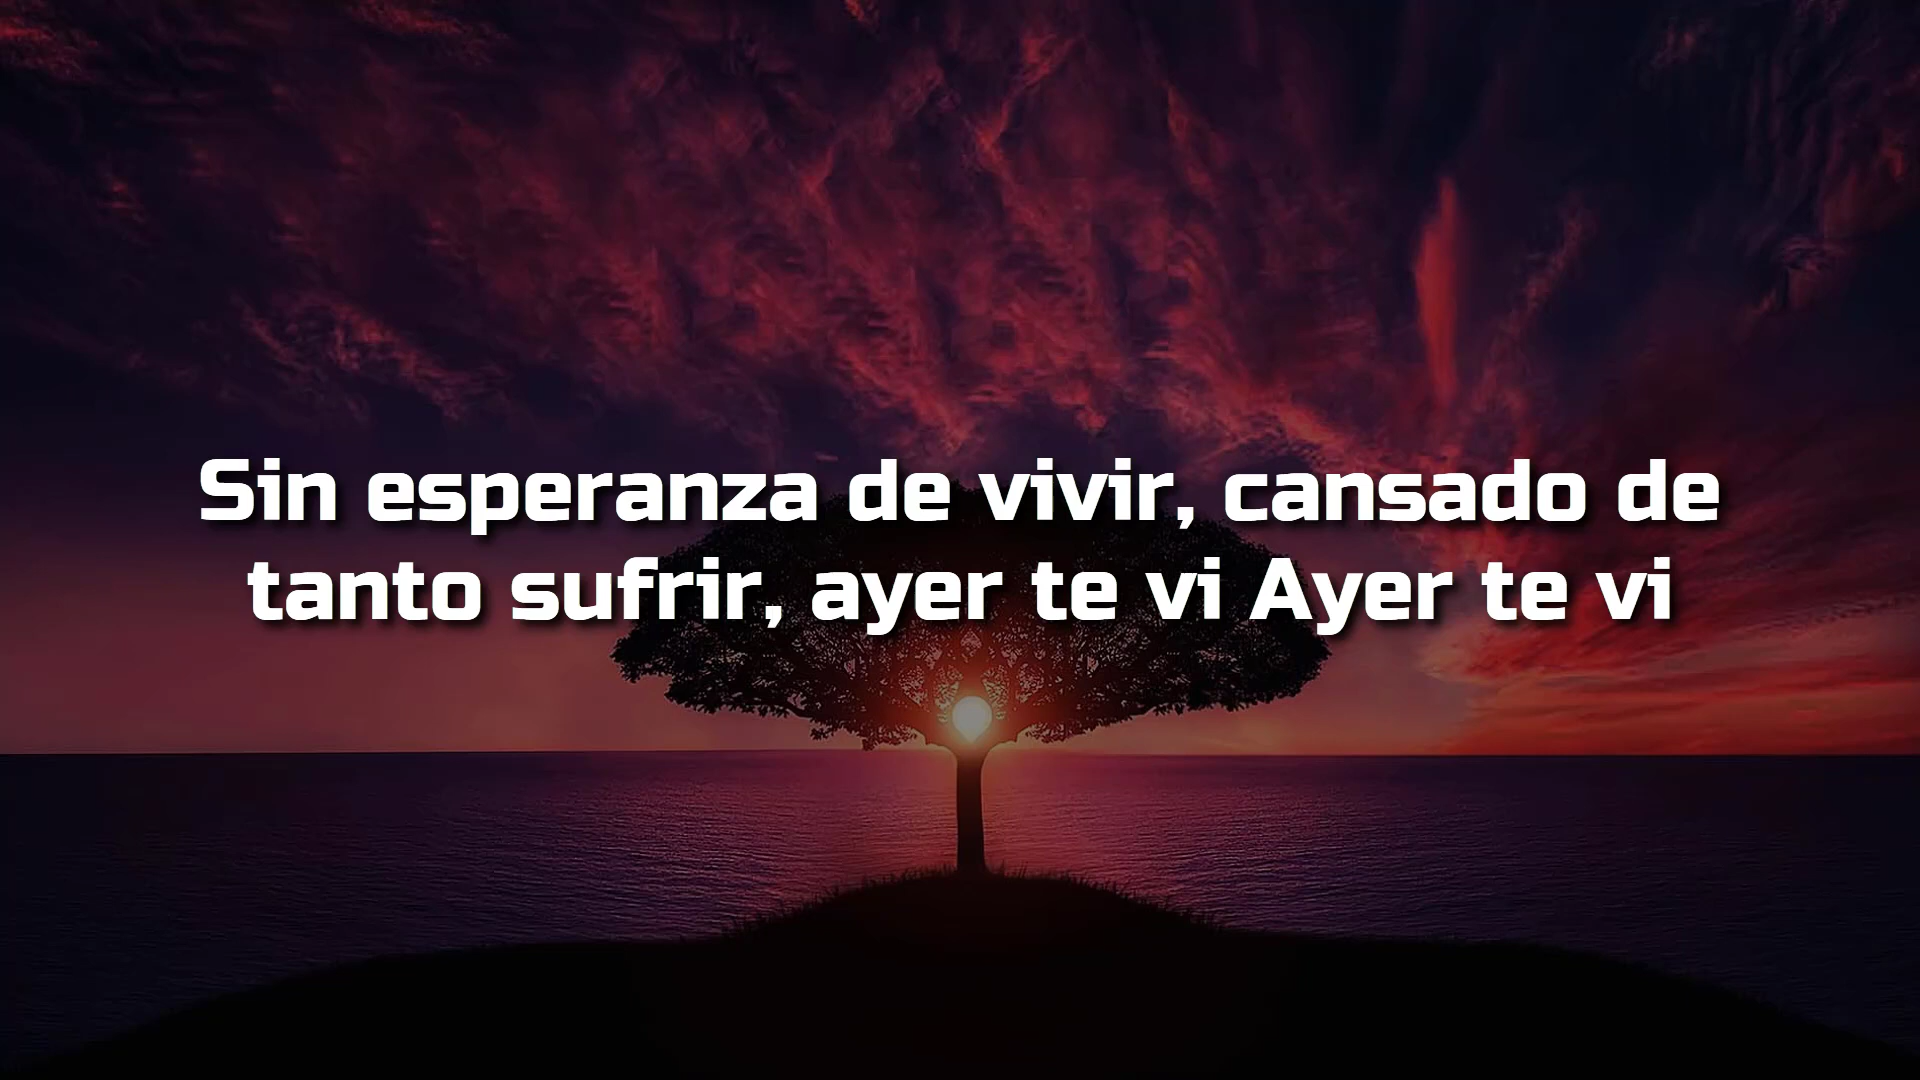 Sin esperanza de vivir, cansado de
tanto sufrir, ayer te vi Ayer te vi